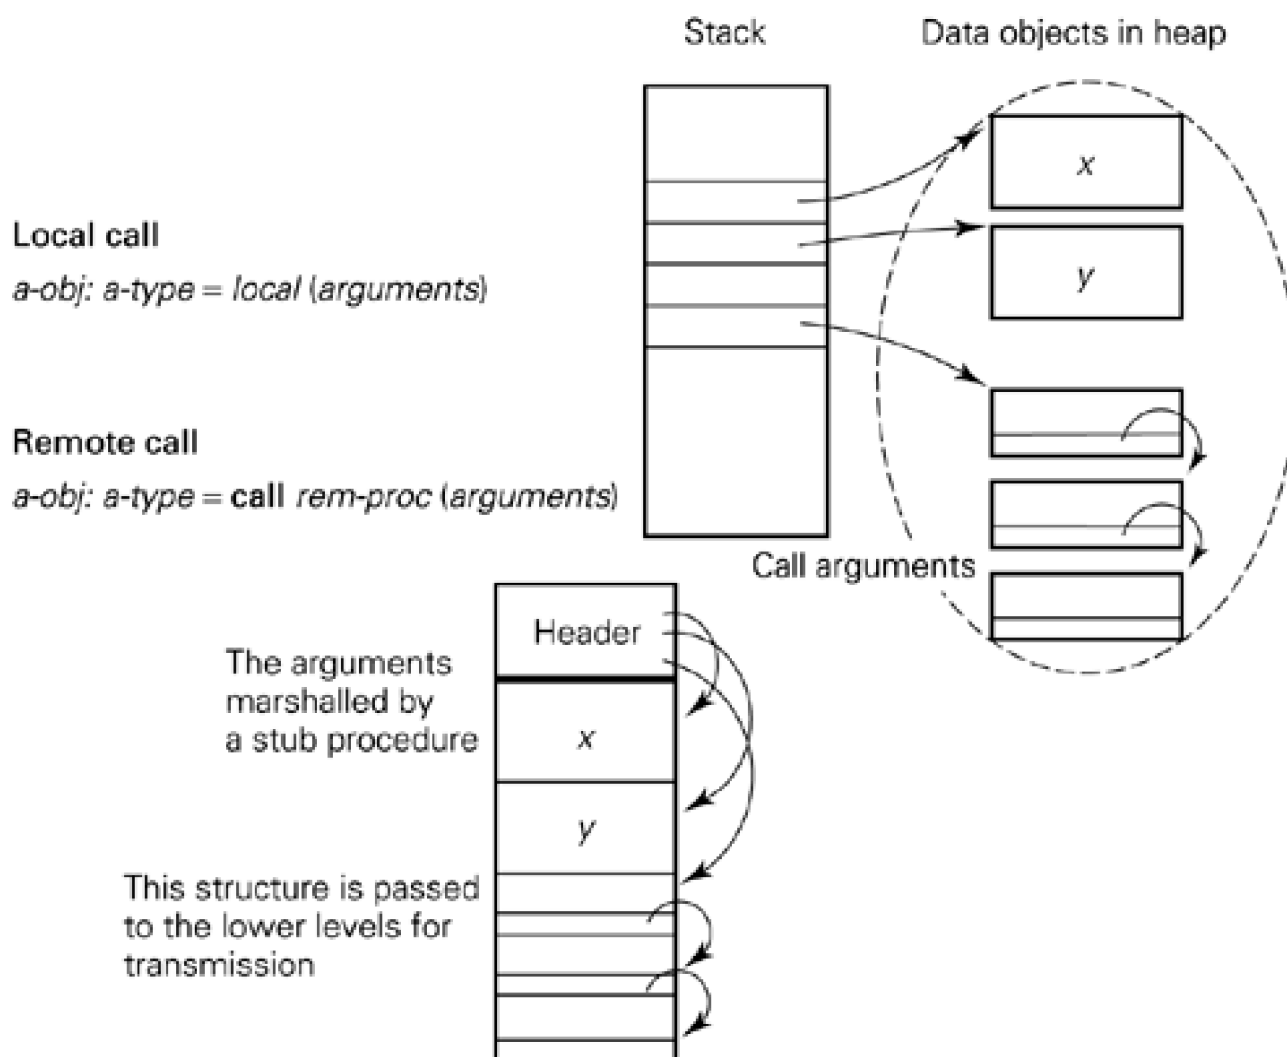 Stack
Data objects in heap
x
Local call
y
a-obj: a-type = local (arguments)
Remote call
a-obj: a-type = call rem-proc (arguments)
Call arguments
Header
The arguments
marshalled by
a stub procedure
x
y
This structure is passed
to the lower levels for
transmission